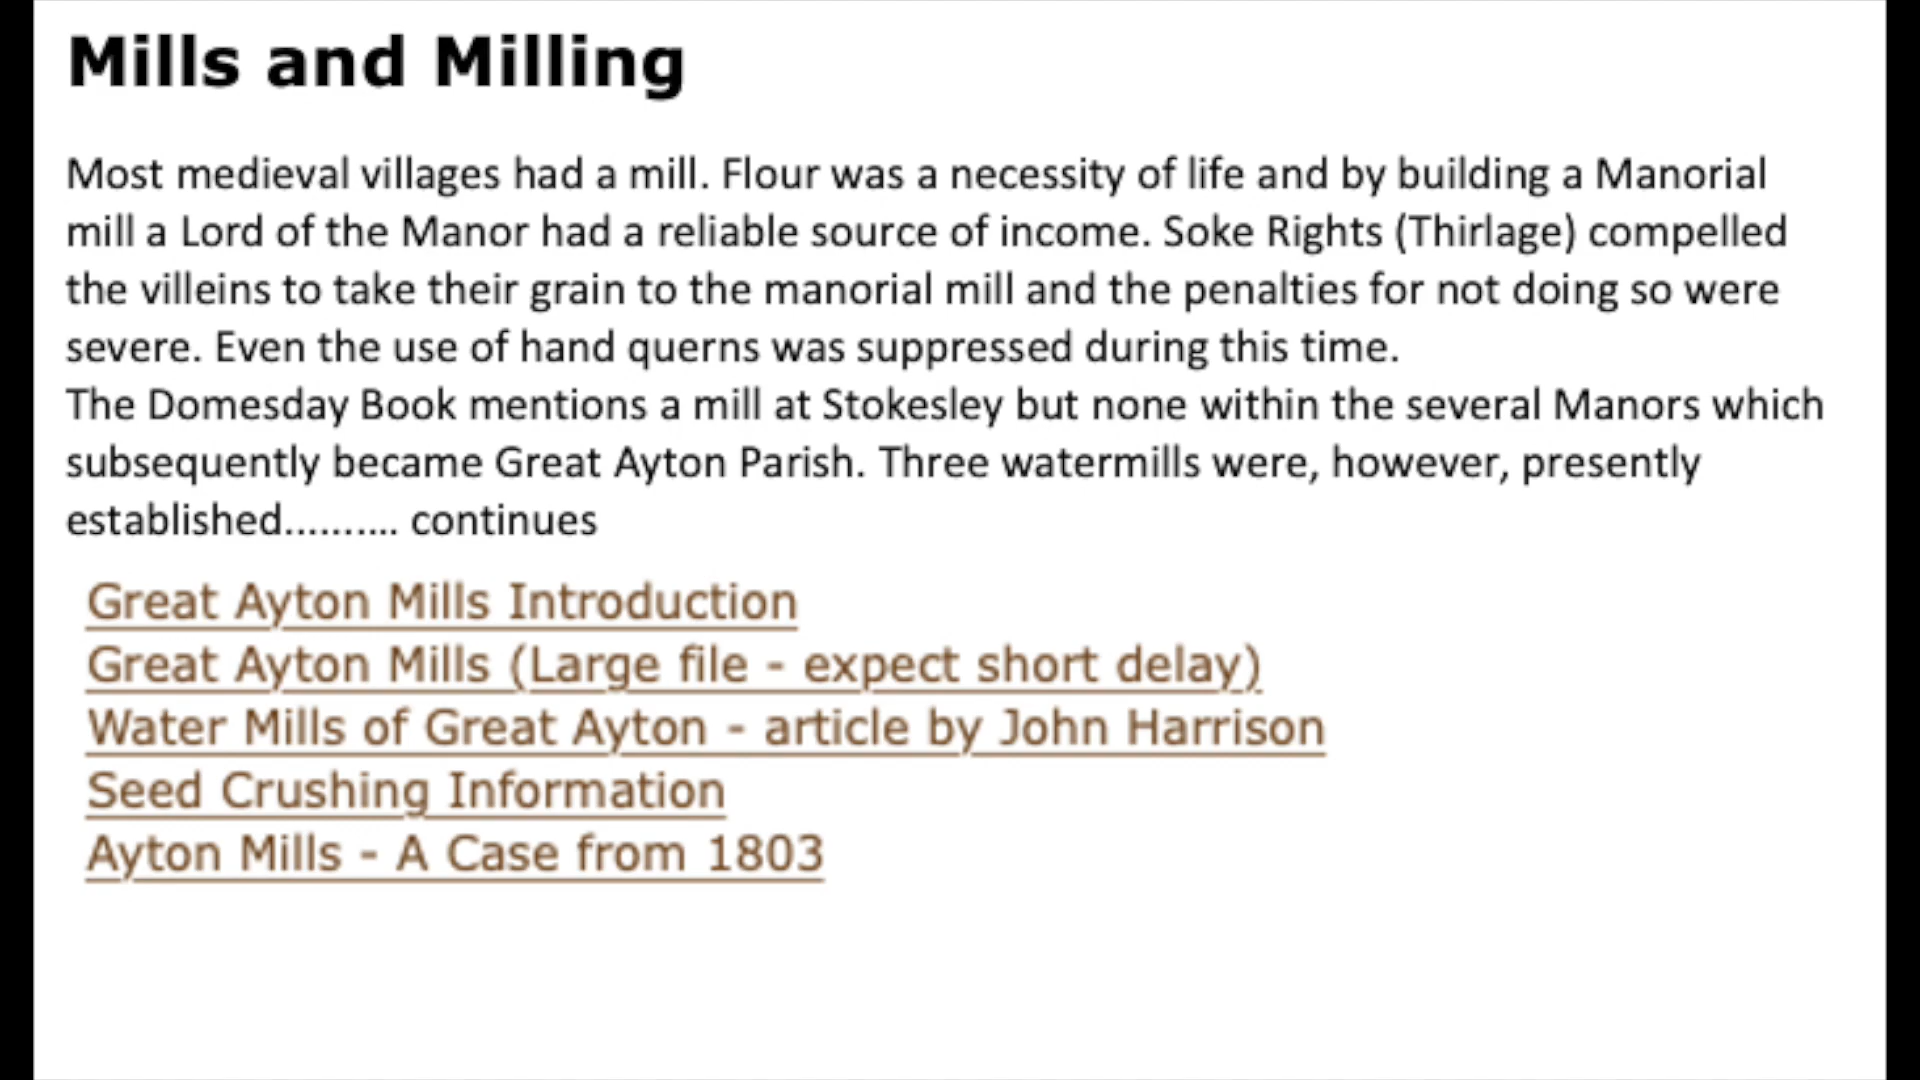 Mills and Milling
Most medieval villages had a mill. Flour was a necessity of life and by building a Manorial
mill a Lord of the Manor had a reliable source of income. Soke Rights (Thirlage) compelled
the villeins to take their grain to the manorial mill and the penalties for not doing so were
severe. Even the use of hand querns was suppressed during this time.
The Domesday Book mentions a mill at Stokesley but none within the several Manors which
subsequently became Great Ayton Parish. Three watermills were, however, presently
established.......... continues
Great Ayton Mills Introduction
Great Ayton Mills (Large file - expect short delay)
Water Mills of Great Ayton - article by John Harrison
Seed Crushing Information
Ayton Mills - A Case from 1803